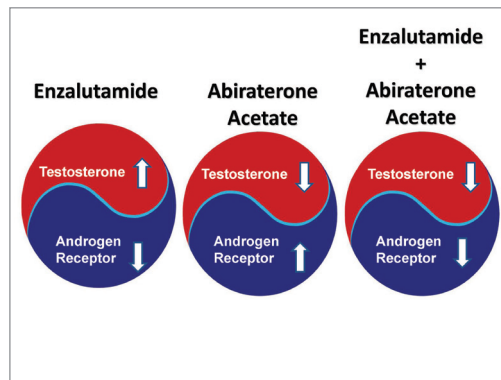 Enzalutamide
Testosterone
Androgen
Receptor
Abiraterone
Acetate
Testosterone
Androgen
Receptor
Enzalutamide
+
Abiraterone
Acetate
Testosterone
Androgen
Receptor